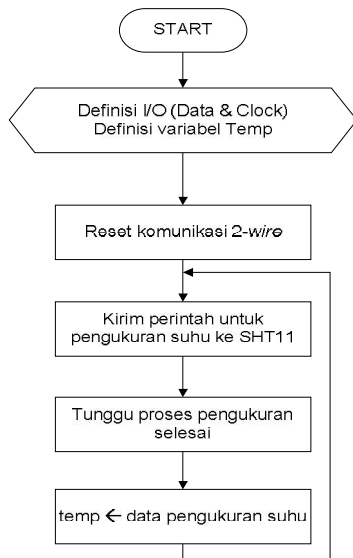 START
Definisi I/O (Data & Clock)
Definisi variabel Temp
Reset komunikasi 2-wire
Kirim perintah untuk
pengukuran suhu ke SHT11
Tunggu proses pengukuran
selesai
temp ← data pengukuran suhu